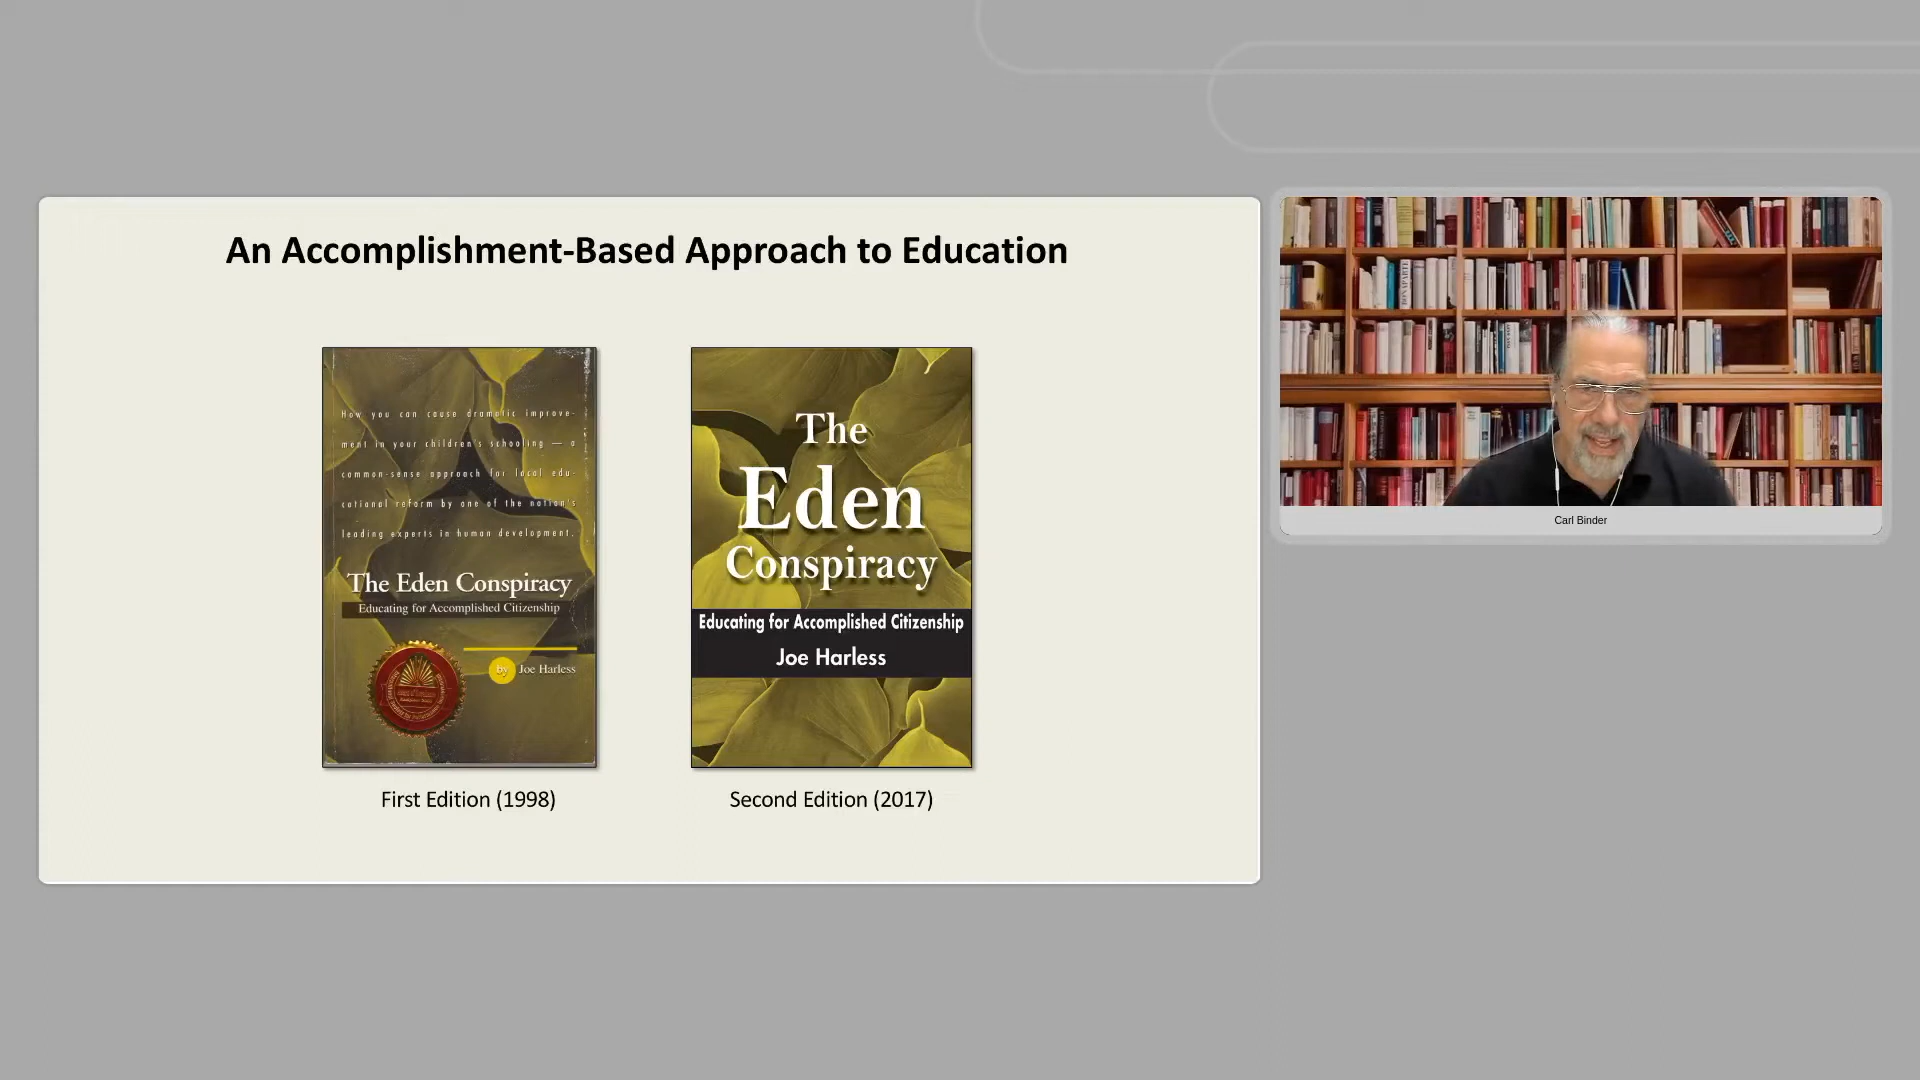 An Accomplishment-Based Approach to Education
How you can cause dramatic improve-
ment in your children's schooling — a
common-sense approach for local edu-
cational reform by one of the nation's
leading experts in human development.
The Eden Conspiracy
Educating for Accomplished Citizenship
by Joe Harless
First Edition (1998)
The
Eden
Conspiracy
Educating for Accomplished Citizenship
Joe Harless
Second Edition (2017)
Carl Binder